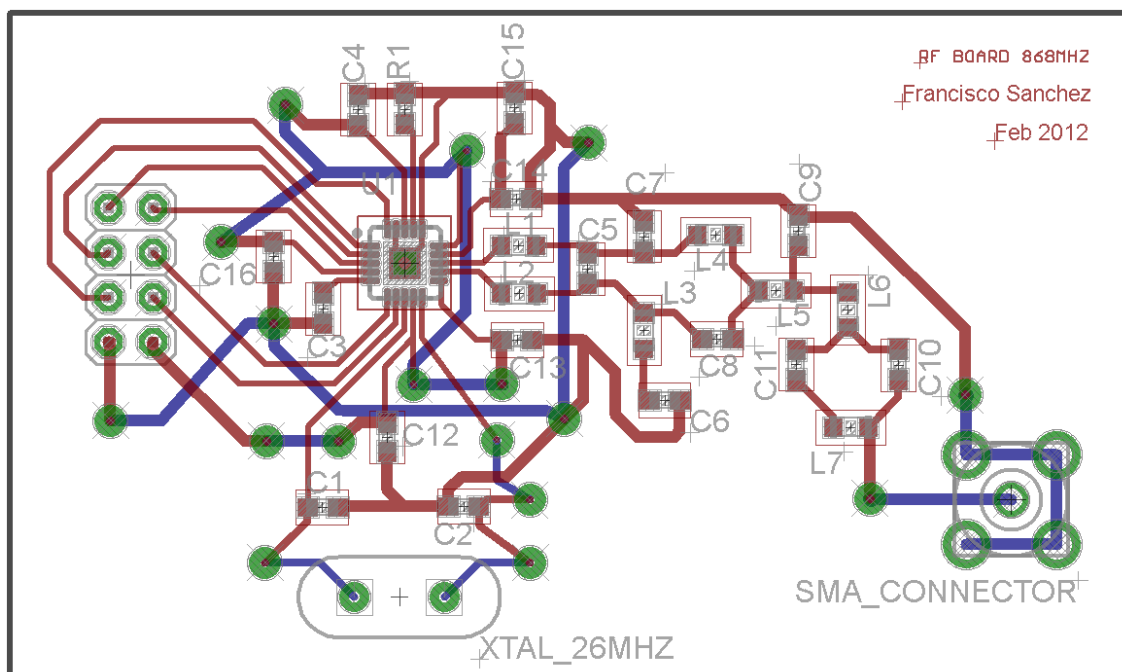 RF BOARD 868MHZ
Francisco Sanchez
Feb 2012
C4
R1
C15
U1
C14
C7
C9
L1
C5
L4
C16
L2
L3
L5
L6
C3
C13
C8
C11
C10
C6
C12
L7
C1
C2
SMA_CONNECTOR
XTAL_26MHZ